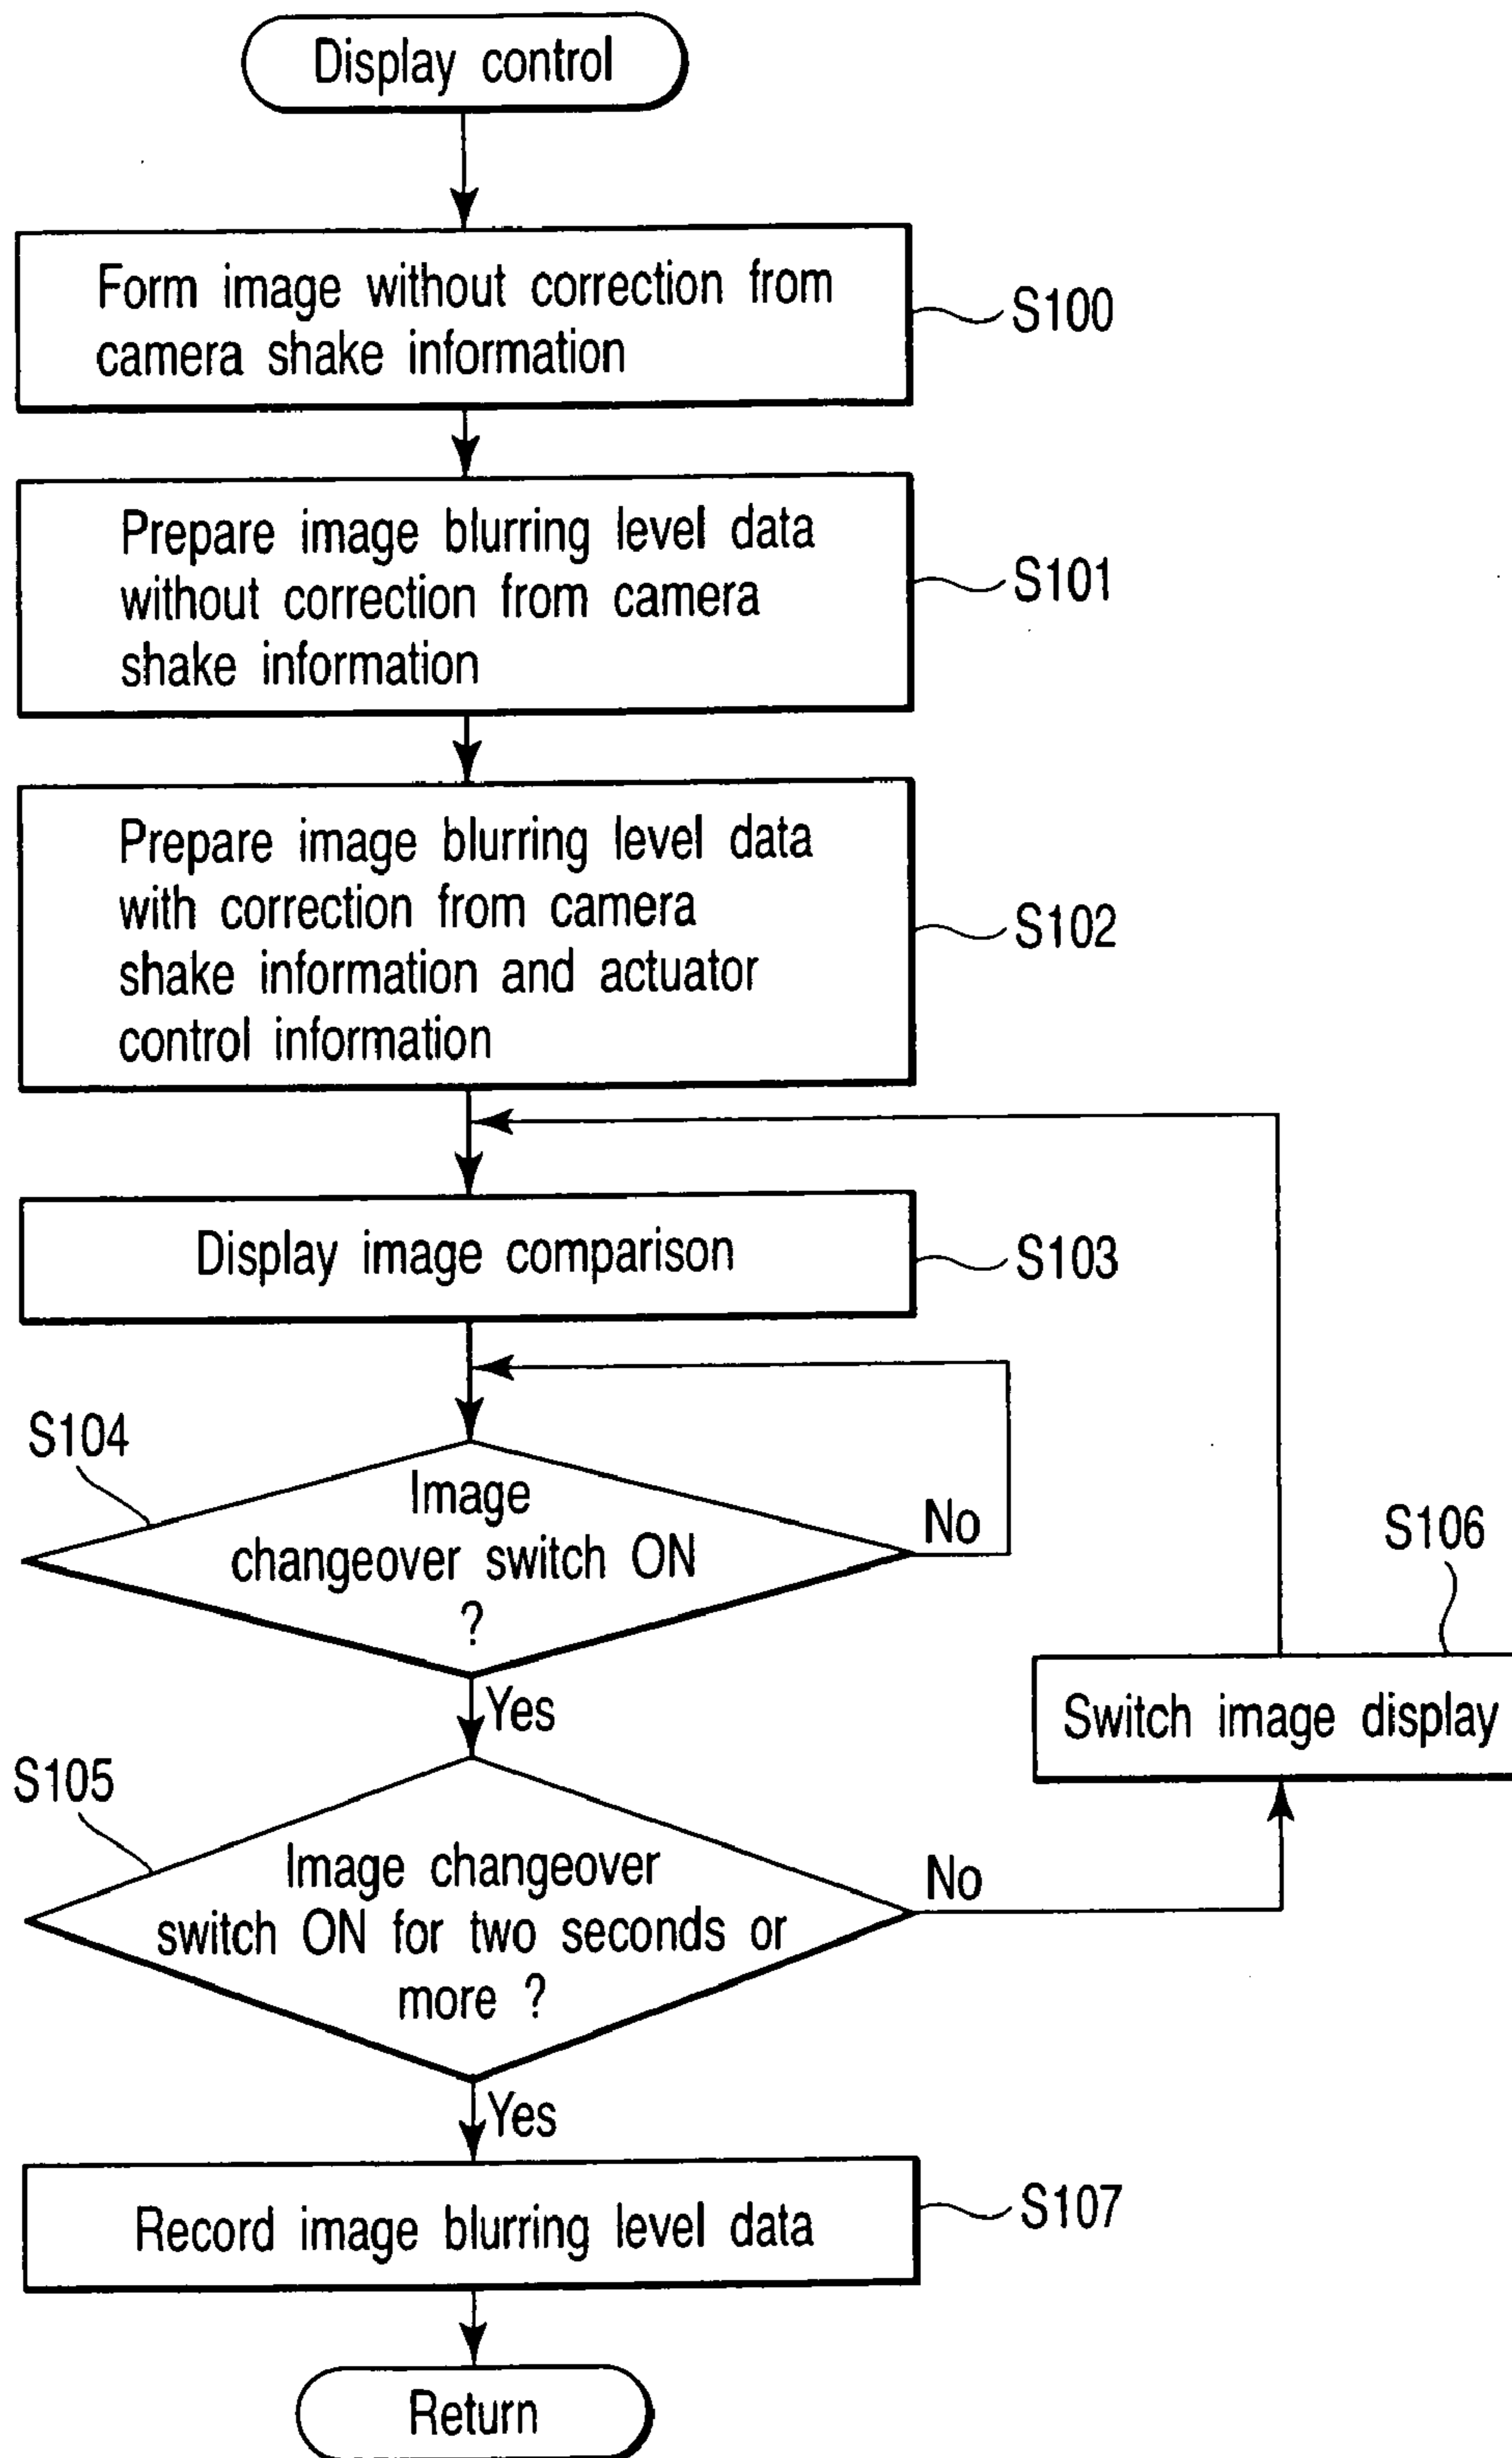 Display control
Form image without correction from
camera shake information
S100
Prepare image blurring level data
without correction from camera
shake information
S101
Prepare image blurring level data
with correction from camera
shake information and actuator
control information
S102
Display image comparison
S103
S104
Image
changeover switch ON
?
No
Yes
S106
Switch image display
S105
Image changeover
switch ON for two seconds or
more ?
No
Yes
Record image blurring level data
S107
Return